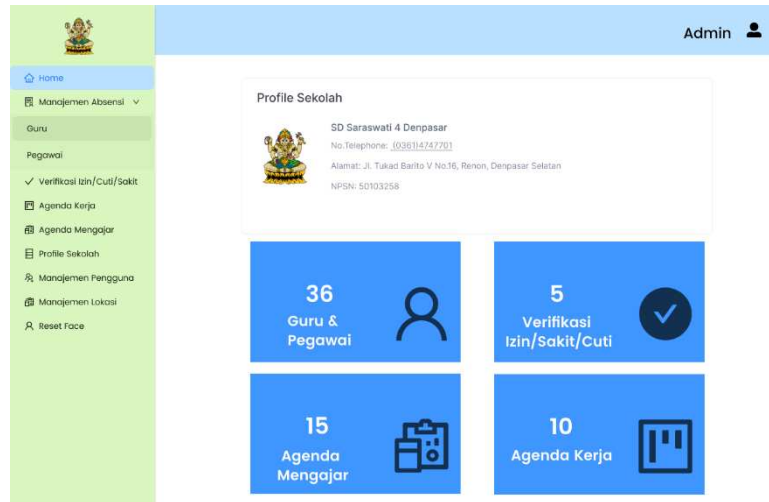 Admin
Home
Manajemen Absensi
Guru
Pegawai
Verifikasi Izin/Cuti/Sakit
Agenda Kerja
Agenda Mengajar
Profile Sekolah
Manajemen Pengguna
Manajemen Lokasi
Reset Face
Profile Sekolah
SD Saraswati 4 Denpasar
No.Telephone: (0361)4747701
Alamat: Jl. Tukad Barito V No.16, Renon, Denpasar Selatan
NPSN: 50103258
36
Guru &
Pegawai
5
Verifikasi
Izin/Sakit/Cuti
15
Agenda
Mengajar
10
Agenda Kerja